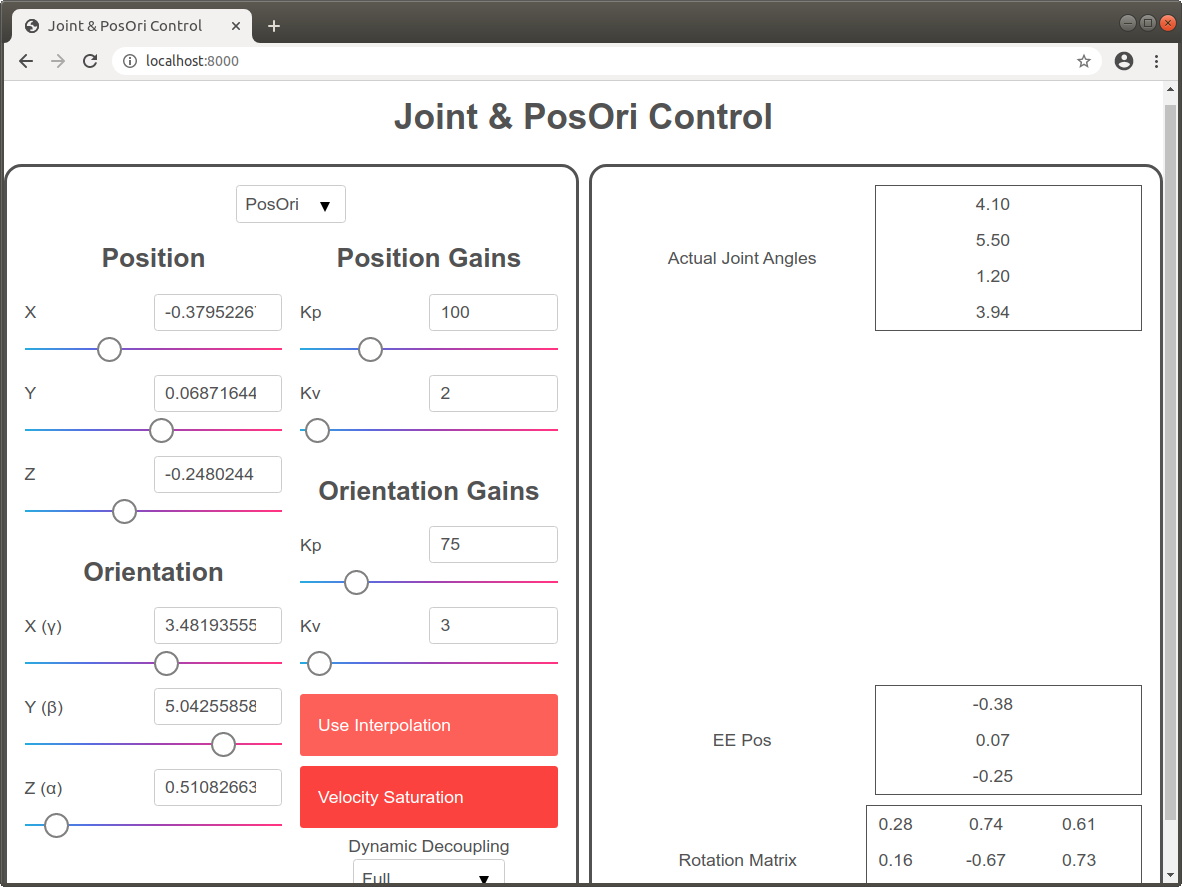 Joint & PosOri Control
localhost:8000
Joint & PosOri Control
PosOri
Position
X -0.3795226
Y 0.06871644
Z -0.2480244
Orientation
X (γ) 3.48193555
Y (β) 5.04255858
Z (α) 0.51082663
Position Gains
Kp 100
Kv 2
Orientation Gains
Kp 75
Kv 3
Use Interpolation
Velocity Saturation
Dynamic Decoupling
Full
Actual Joint Angles
4.10
5.50
1.20
3.94
EE Pos
-0.38
0.07
-0.25
Rotation Matrix
0.28 0.74 0.61
0.16 -0.67 0.73